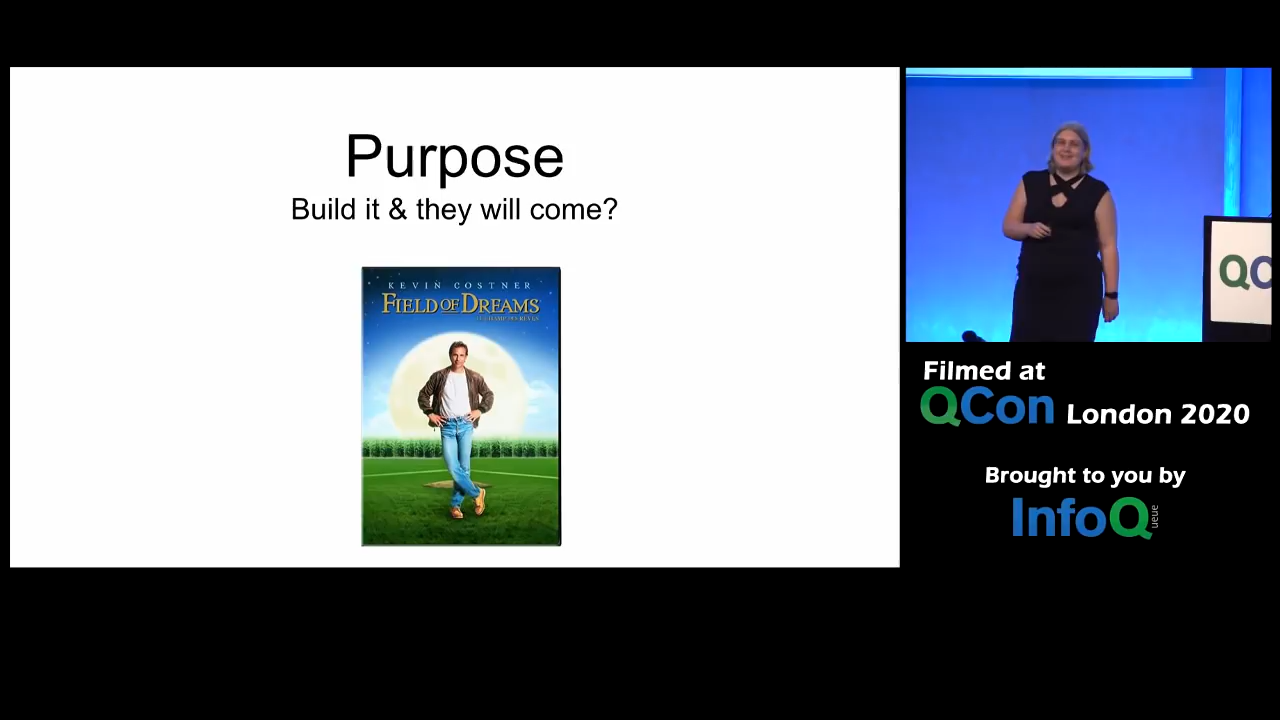 Purpose
Build it & they will come?
KEVIN COSTNER
FIELD OF DREAMS
QC
Filmed at
QCon London 2020
Brought to you by
InfoQ
ueue